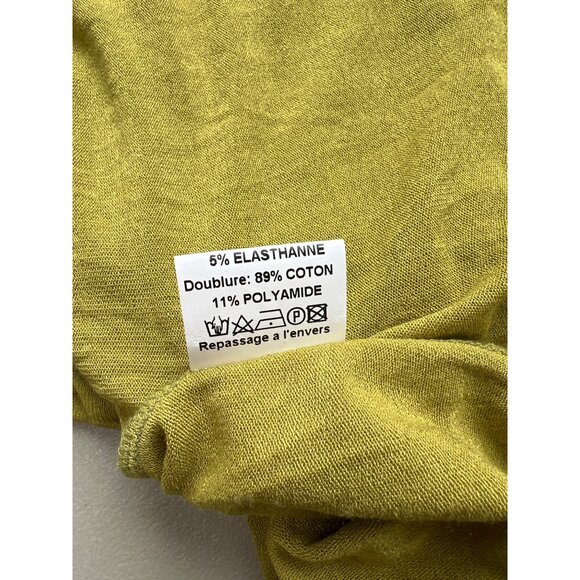 5% ELASTHANNE
Doublure: 89% COTON
11% POLYAMIDE
P
Repassage a l'envers